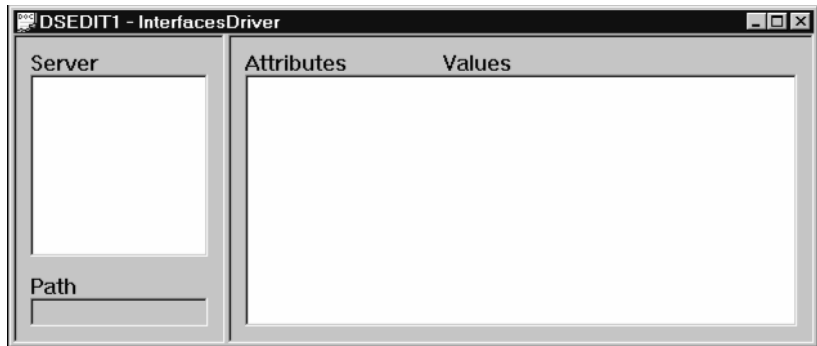 DSEDIT1 - InterfacesDriver
Server
Attributes Values
Path